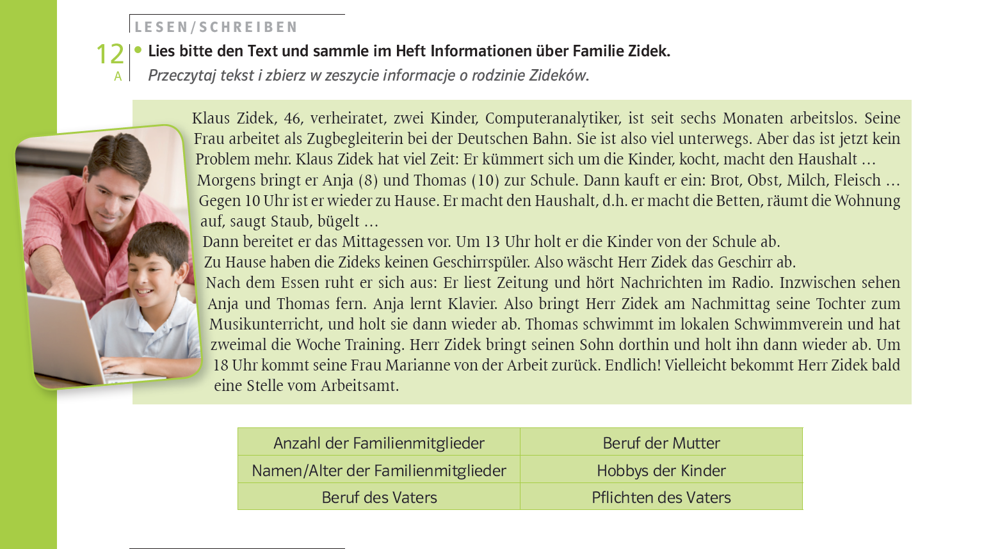 LESEN/SCHREIBEN
12
A
• Lies bitte den Text und sammle im Heft Informationen über Familie Zidek.
Przeczytaj tekst i zbierz w zeszycie informacje o rodzinie Zideków.
Klaus Zidek, 46, verheiratet, zwei Kinder, Computeranalytiker, ist seit sechs Monaten arbeitslos. Seine
Frau arbeitet als Zugbegleiterin bei der Deutschen Bahn. Sie ist also viel unterwegs. Aber das ist jetzt kein
Problem mehr. Klaus Zidek hat viel Zeit: Er kümmert sich um die Kinder, kocht, macht den Haushalt …
Morgens bringt er Anja (8) und Thomas (10) zur Schule. Dann kauft er ein: Brot, Obst, Milch, Fleisch …
Gegen 10 Uhr ist er wieder zu Hause. Er macht den Haushalt, d.h. er macht die Betten, räumt die Wohnung
auf, saugt Staub, bügelt …
Dann bereitet er das Mittagessen vor. Um 13 Uhr holt er die Kinder von der Schule ab.
Zu Hause haben die Zideks keinen Geschirrspüler. Also wäscht Herr Zidek das Geschirr ab.
Nach dem Essen ruht er sich aus: Er liest Zeitung und hört Nachrichten im Radio. Inzwischen sehen
Anja und Thomas fern. Anja lernt Klavier. Also bringt Herr Zidek am Nachmittag seine Tochter zum
Musikunterricht, und holt sie dann wieder ab. Thomas schwimmt im lokalen Schwimmverein und hat
zweimal die Woche Training. Herr Zidek bringt seinen Sohn dorthin und holt ihn dann wieder ab. Um
18 Uhr kommt seine Frau Marianne von der Arbeit zurück. Endlich! Vielleicht bekommt Herr Zidek bald
eine Stelle vom Arbeitsamt.
Anzahl der Familienmitglieder
Beruf der Mutter
Namen/Alter der Familienmitglieder
Hobbys der Kinder
Beruf des Vaters
Pflichten des Vaters